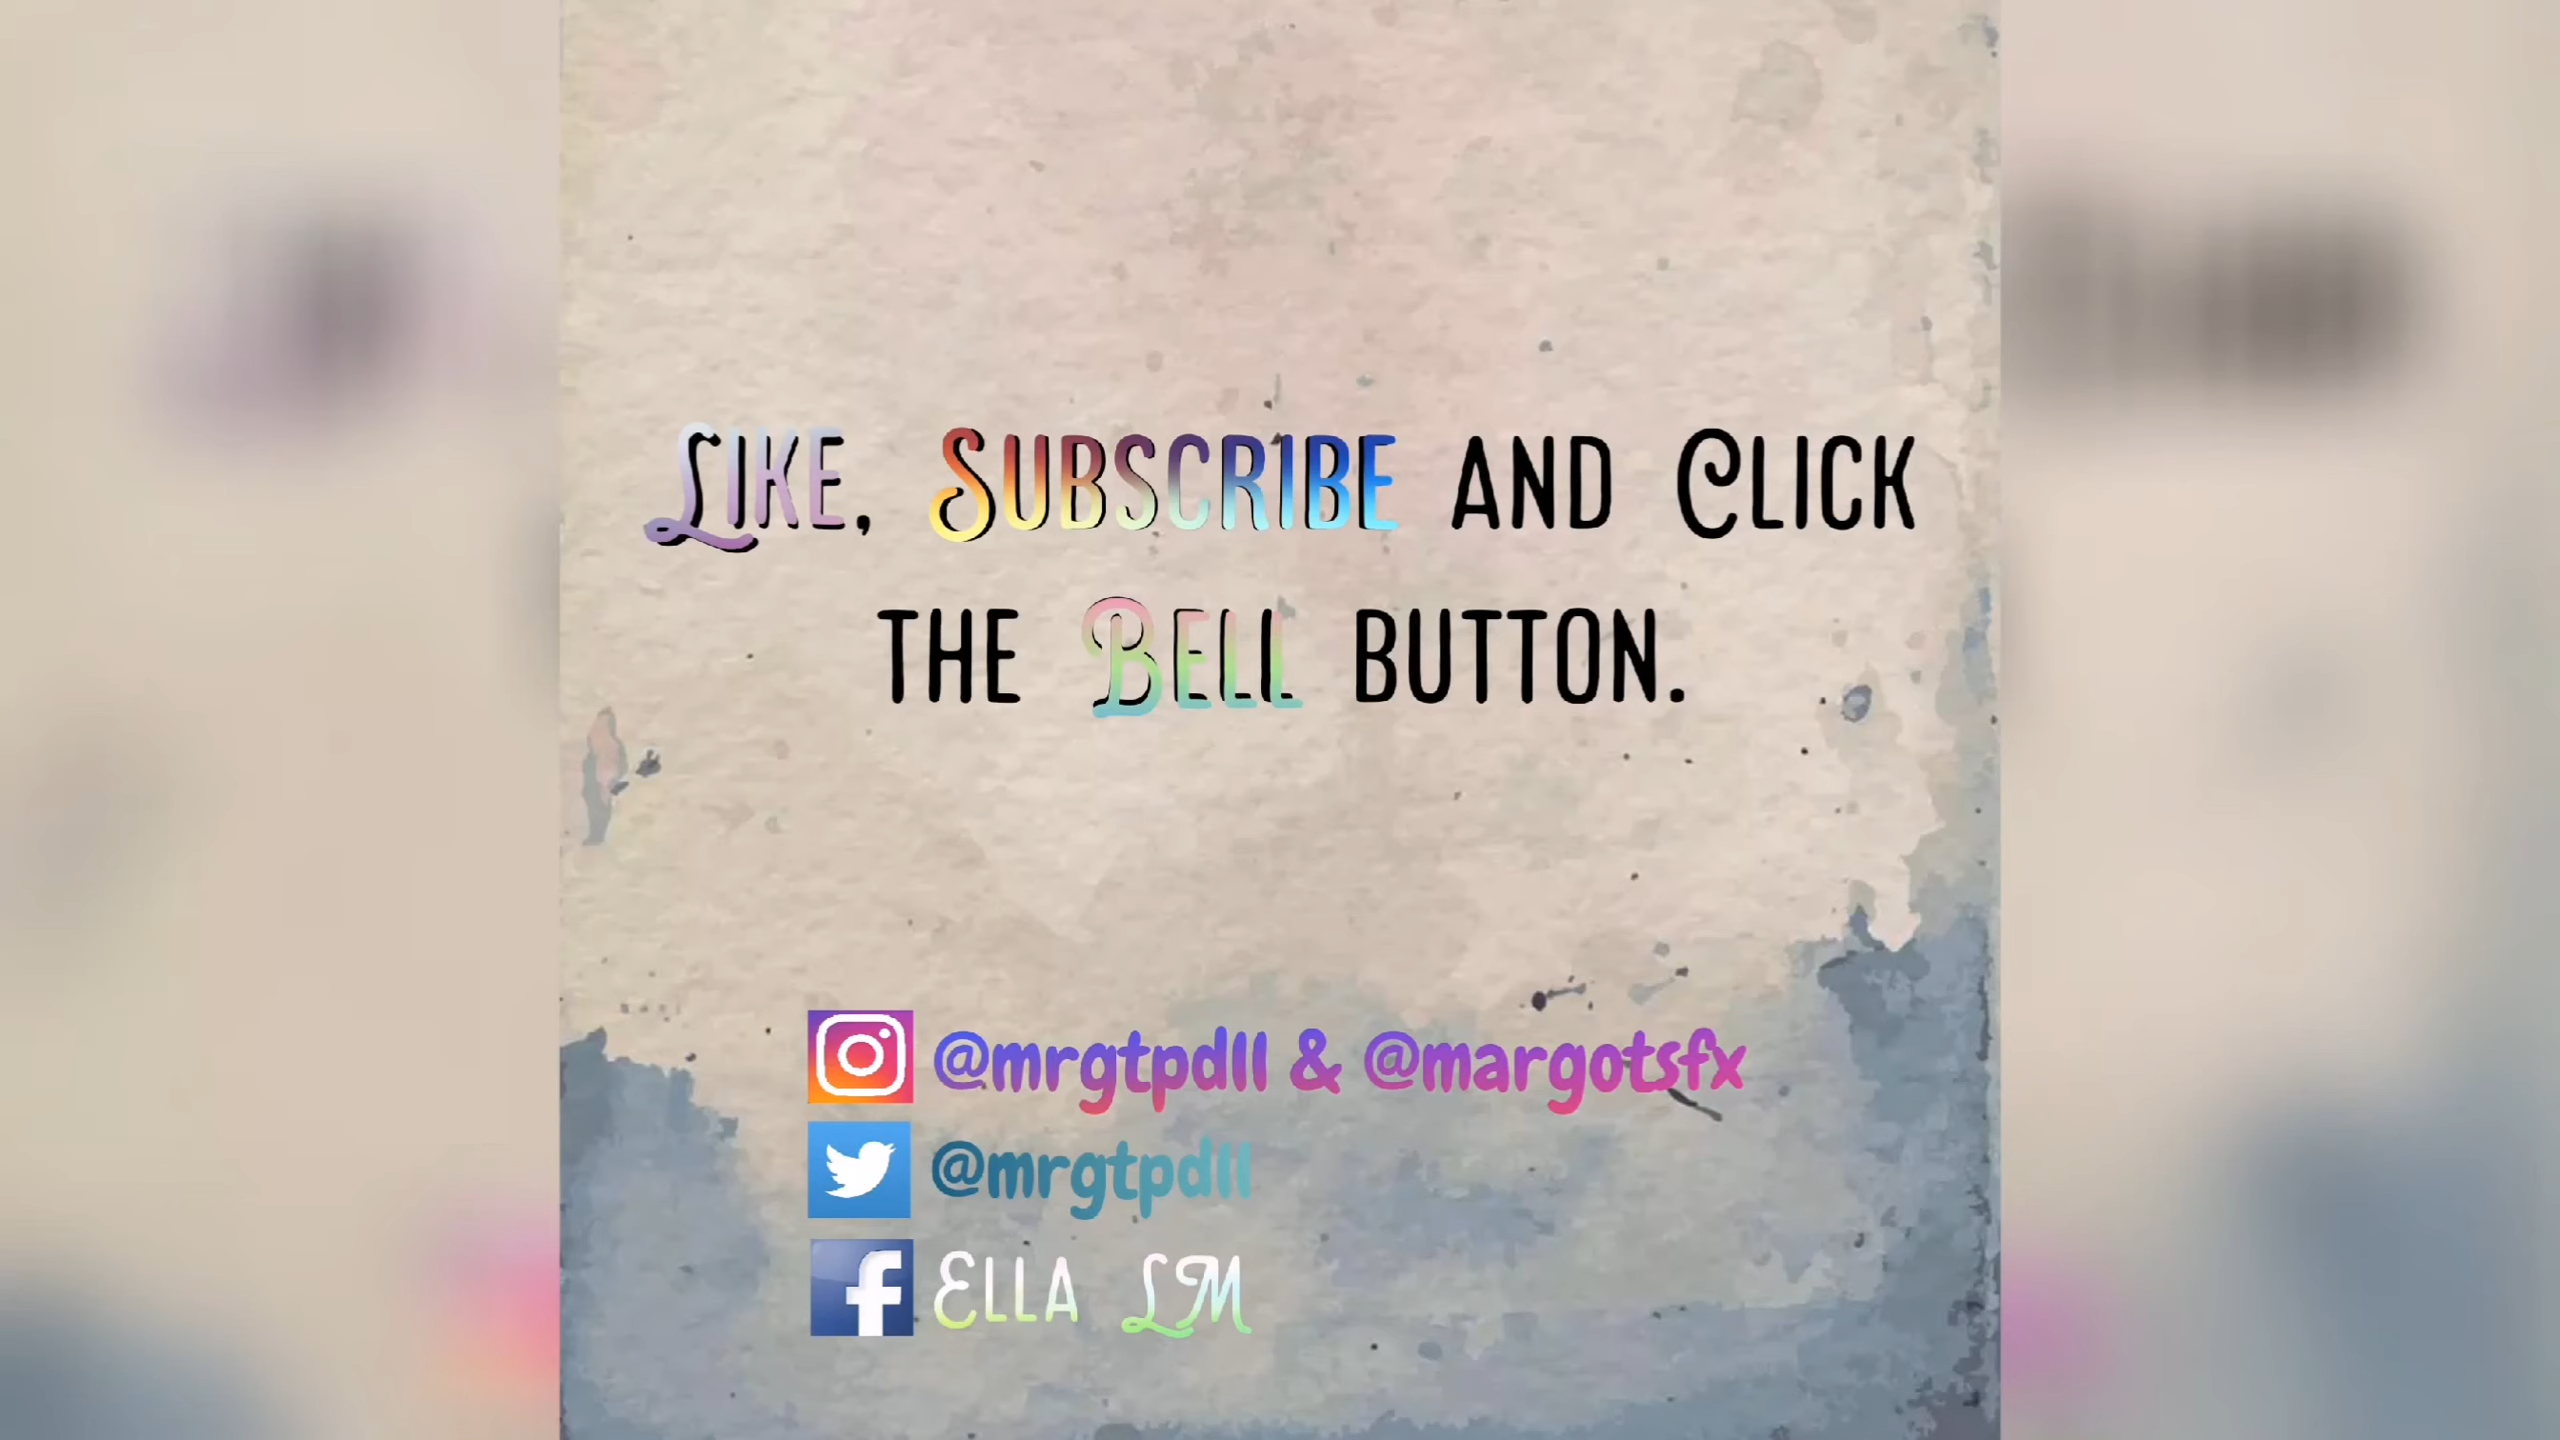 Like, Subscribe and Click
the Bell button.
@mrgtpdll & @margotsfx
@mrgtpdll
Ella LM